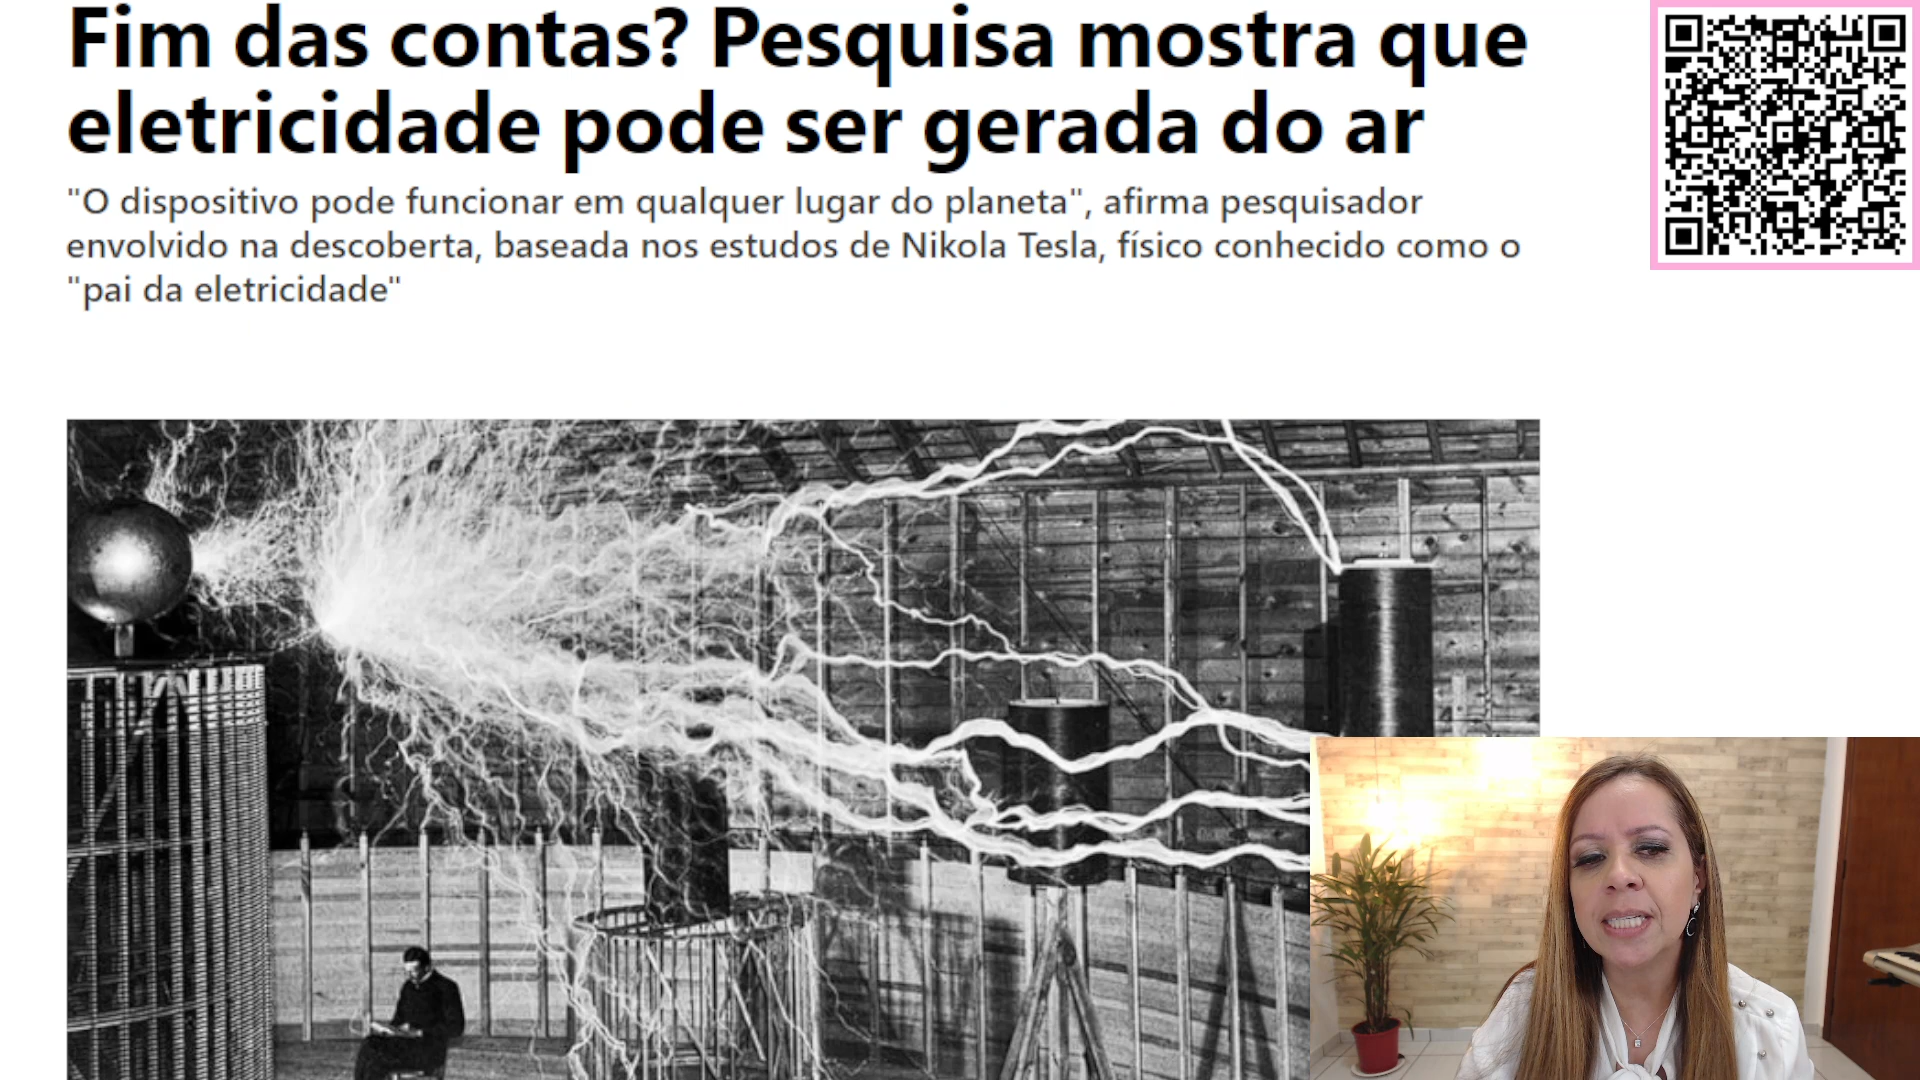 Fim das contas? Pesquisa mostra que
eletricidade pode ser gerada do ar
"O dispositivo pode funcionar em qualquer lugar do planeta", afirma pesquisador
envolvido na descoberta, baseada nos estudos de Nikola Tesla, físico conhecido como o
"pai da eletricidade"